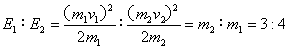 E₁ : E₂ = (m₁v₁)²/2m₁ : (m₂v₂)²/2m₂ = m₂ : m₁ = 3 : 4